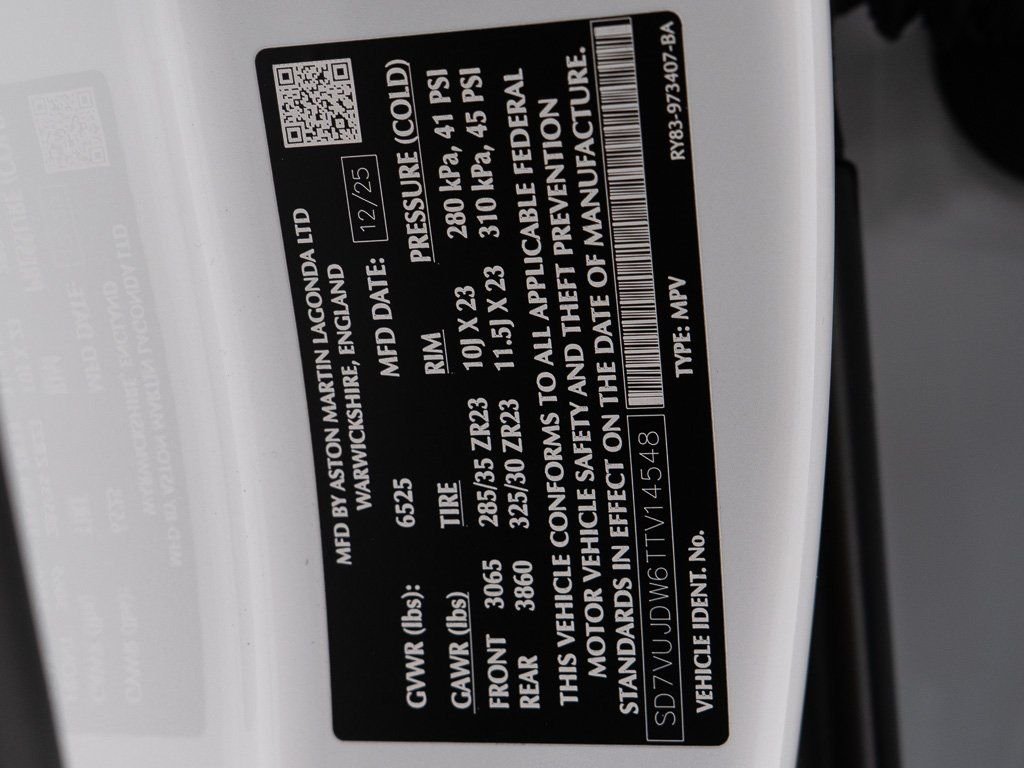 MFD BY ASTON MARTIN LAGONDA LTD
WARWICKSHIRE, ENGLAND
GVWR (lbs): 6525 MFD DATE: 12/25
GAWR (lbs) TIRE RIM PRESSURE (COLD)
FRONT 3065 285/35 ZR23 10J X 23 280 kPa, 41 PSI
REAR 3860 325/30 ZR23 11.5J X 23 310 kPa, 45 PSI
THIS VEHICLE CONFORMS TO ALL APPLICABLE FEDERAL
MOTOR VEHICLE SAFETY AND THEFT PREVENTION
STANDARDS IN EFFECT ON THE DATE OF MANUFACTURE.
SD7VUJDW6TTV14548
VEHICLE IDENT. No. TYPE: MPV RY83-973407-BA